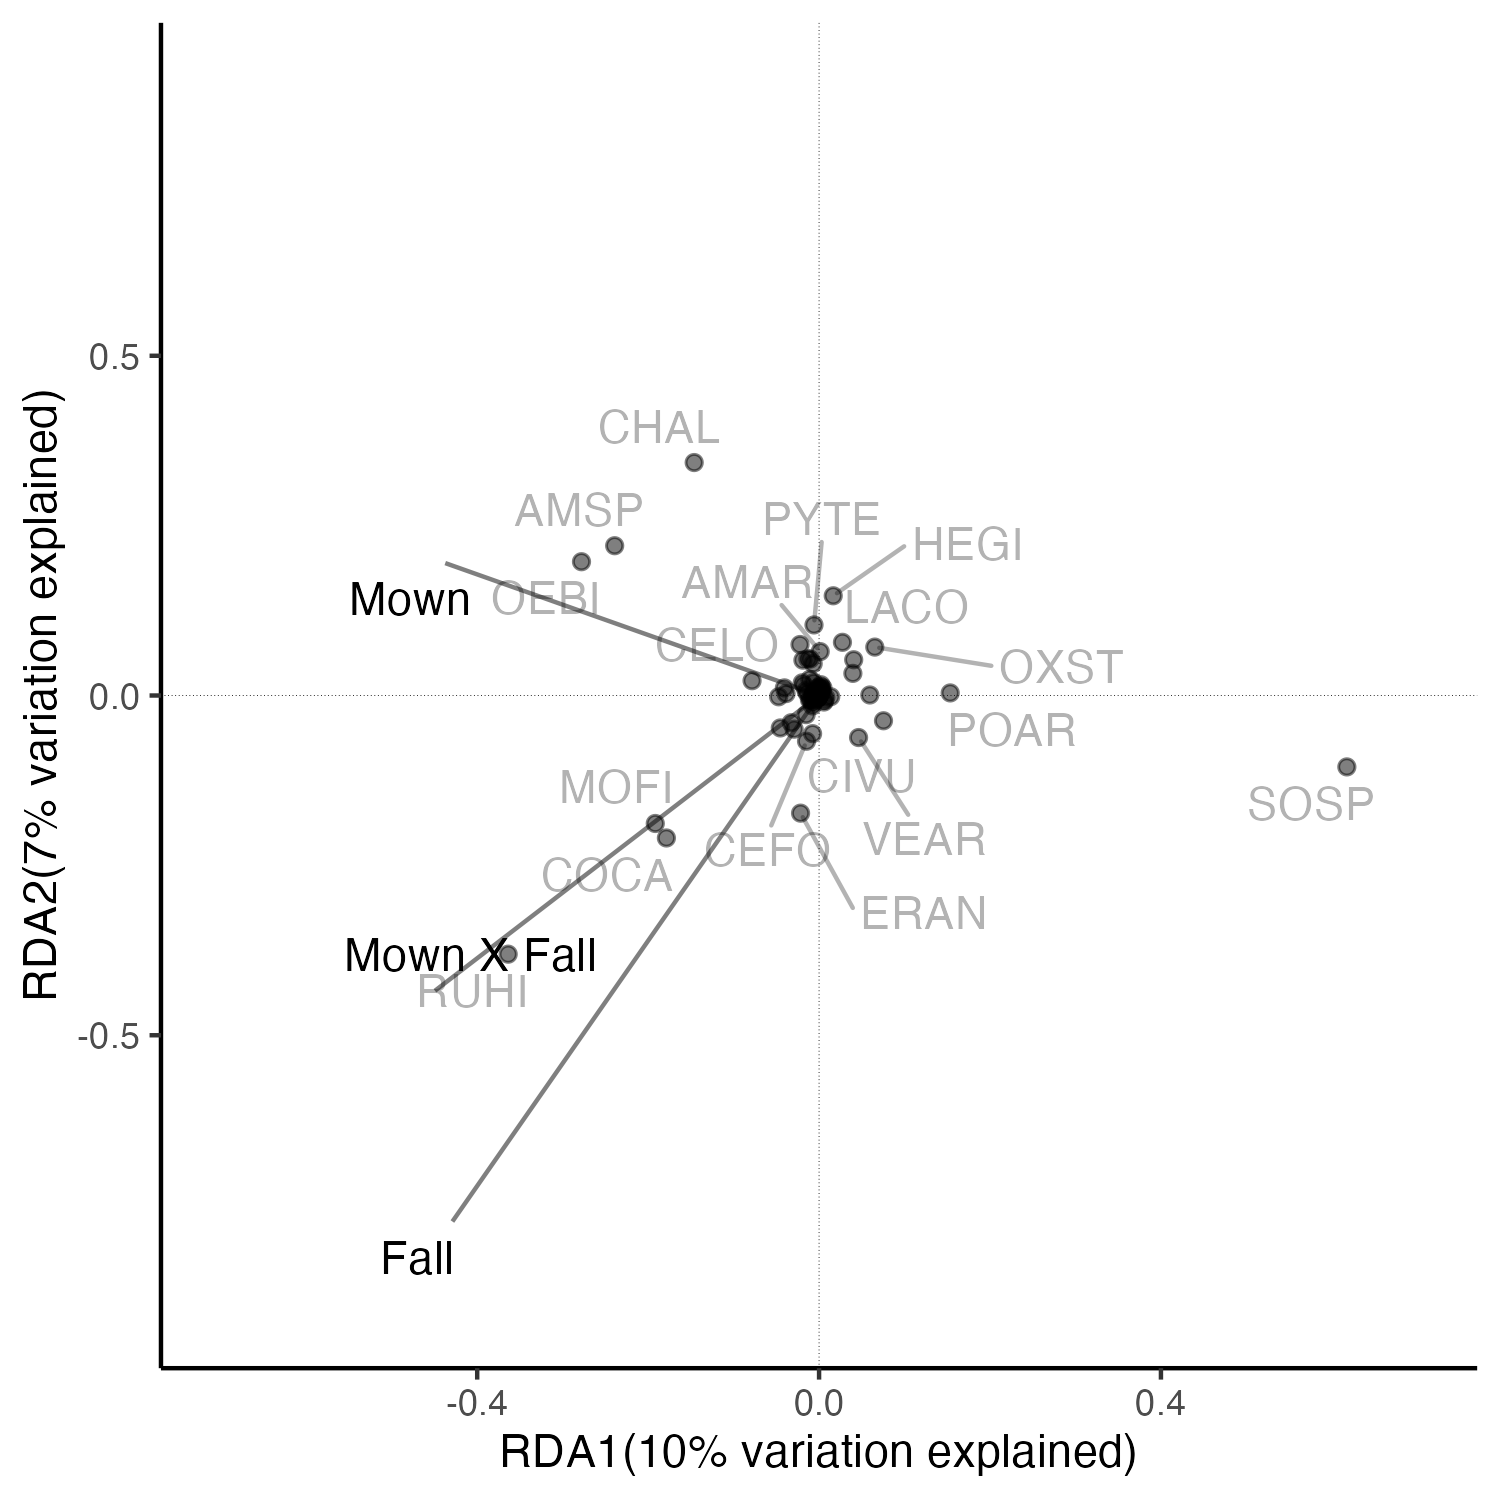 RDA2(7% variation explained)
0.5
0.0
-0.5
CHAL
AMSP
PYTE
HEGI
AMAR
Mown
OEBI
LACO
CELO
OXST
POAR
MOFI
CIVU
SOSP
VEAR
CEFO
COCA
ERAN
Mown X Fall
RUHI
Fall
-0.4
0.0
0.4
RDA1(10% variation explained)